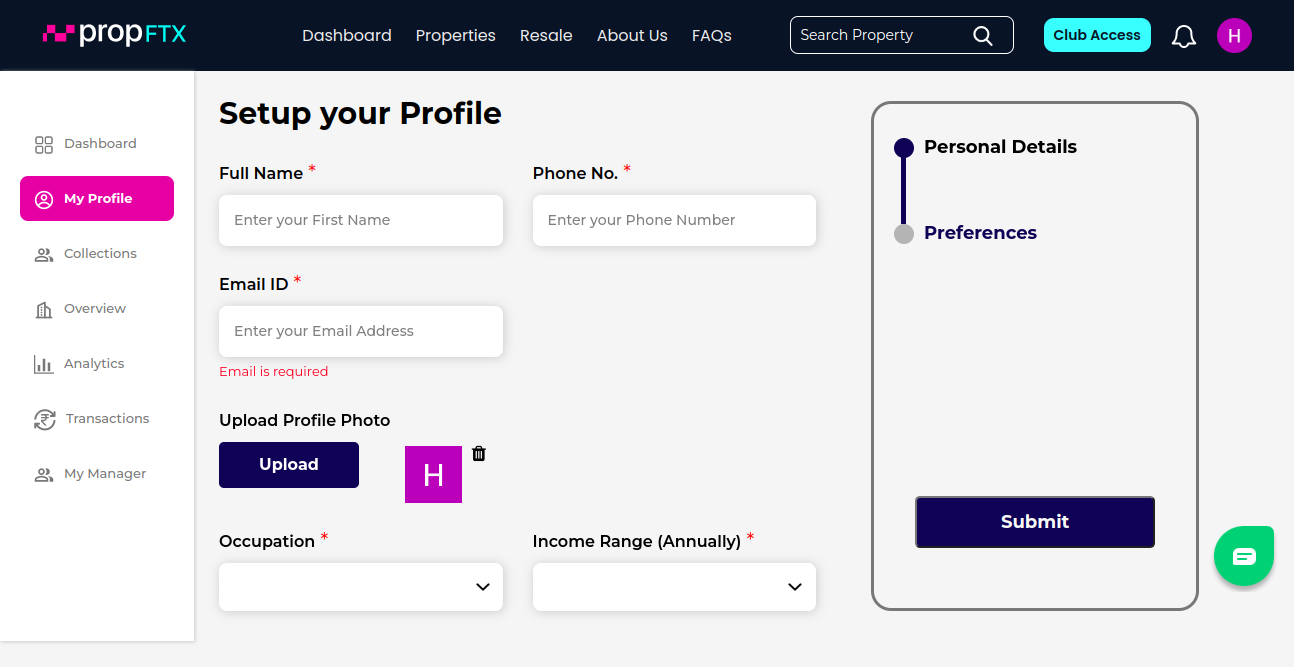 propFTX
Dashboard Properties Resale About Us FAQs
Search Property
Club Access
H
Dashboard
My Profile
Collections
Overview
Analytics
Transactions
My Manager
Setup your Profile
Full Name *
Enter your First Name
Phone No. *
Enter your Phone Number
Email ID *
Enter your Email Address
Email is required
Upload Profile Photo
Upload
H
Occupation *
Income Range (Annually) *
Personal Details
Preferences
Submit